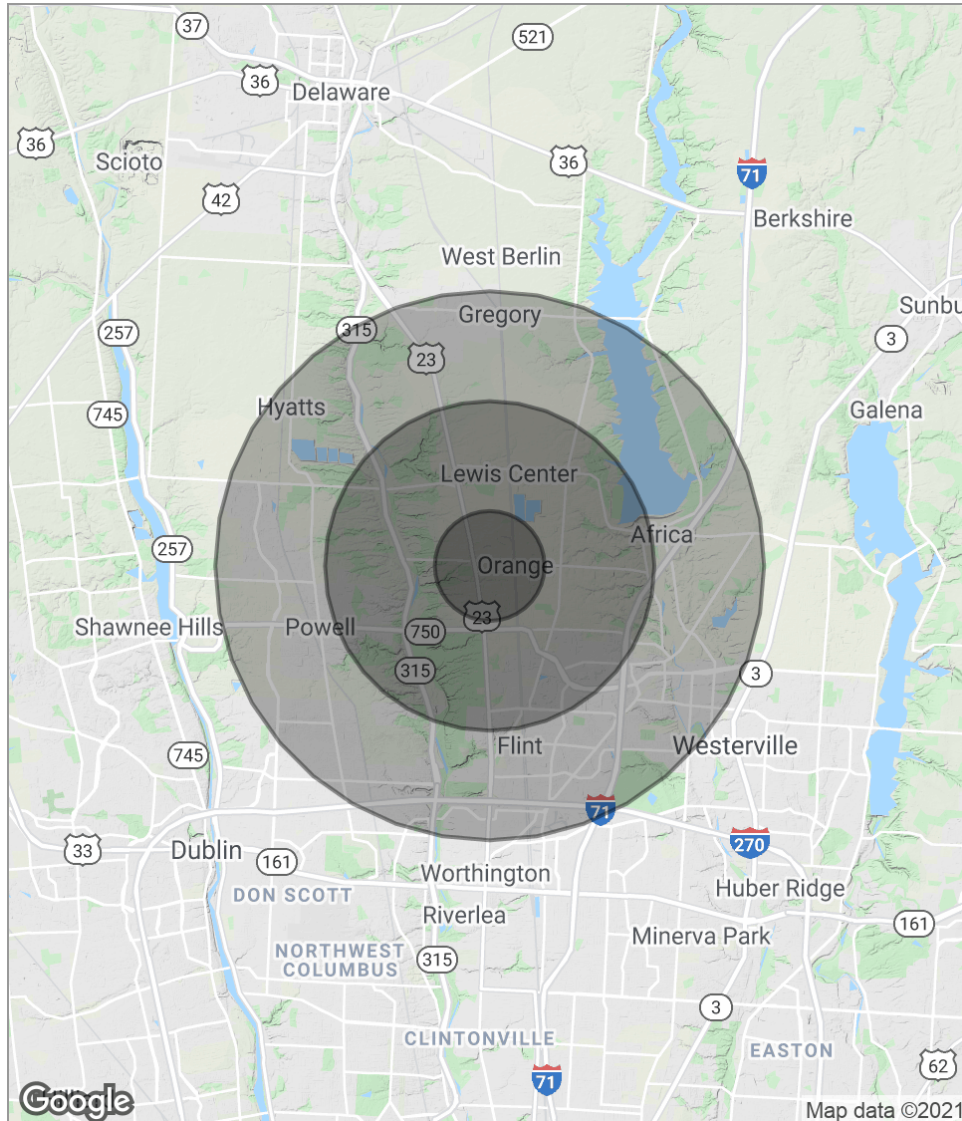 37
521
36
Delaware
36
36
Scioto
71
42
Berkshire
West Berlin
Sunbu
Gregory
257
315
3
23
Hyatts
745
Galena
Lewis Center
Africa
257
Orange
23
Shawnee Hills
Powell
750
315
3
Flint
Westerville
745
71
33
Dublin
270
161
Worthington
DON SCOTT
Huber Ridge
Riverlea
161
Minerva Park
NORTHWEST
COLUMBUS
315
3
CLINTONVILLE
EASTON
62
71
Google
Map data ©2021